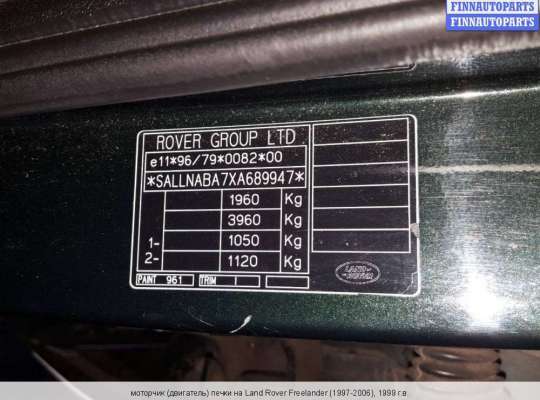 FINNAUTOPARTS
FINNAUTOPARTS
ROVER GROUP LTD
e11*96/79*0082*00
*SALLNABA7XA689947*
1960 Kg
3960 Kg
1- 1050 Kg
2- 1120 Kg
LAND-ROVER
PAINT 961 TRIM
моторчик (двигатель) печки на Land Rover Freelander (1997-2006), 1999 г.в.